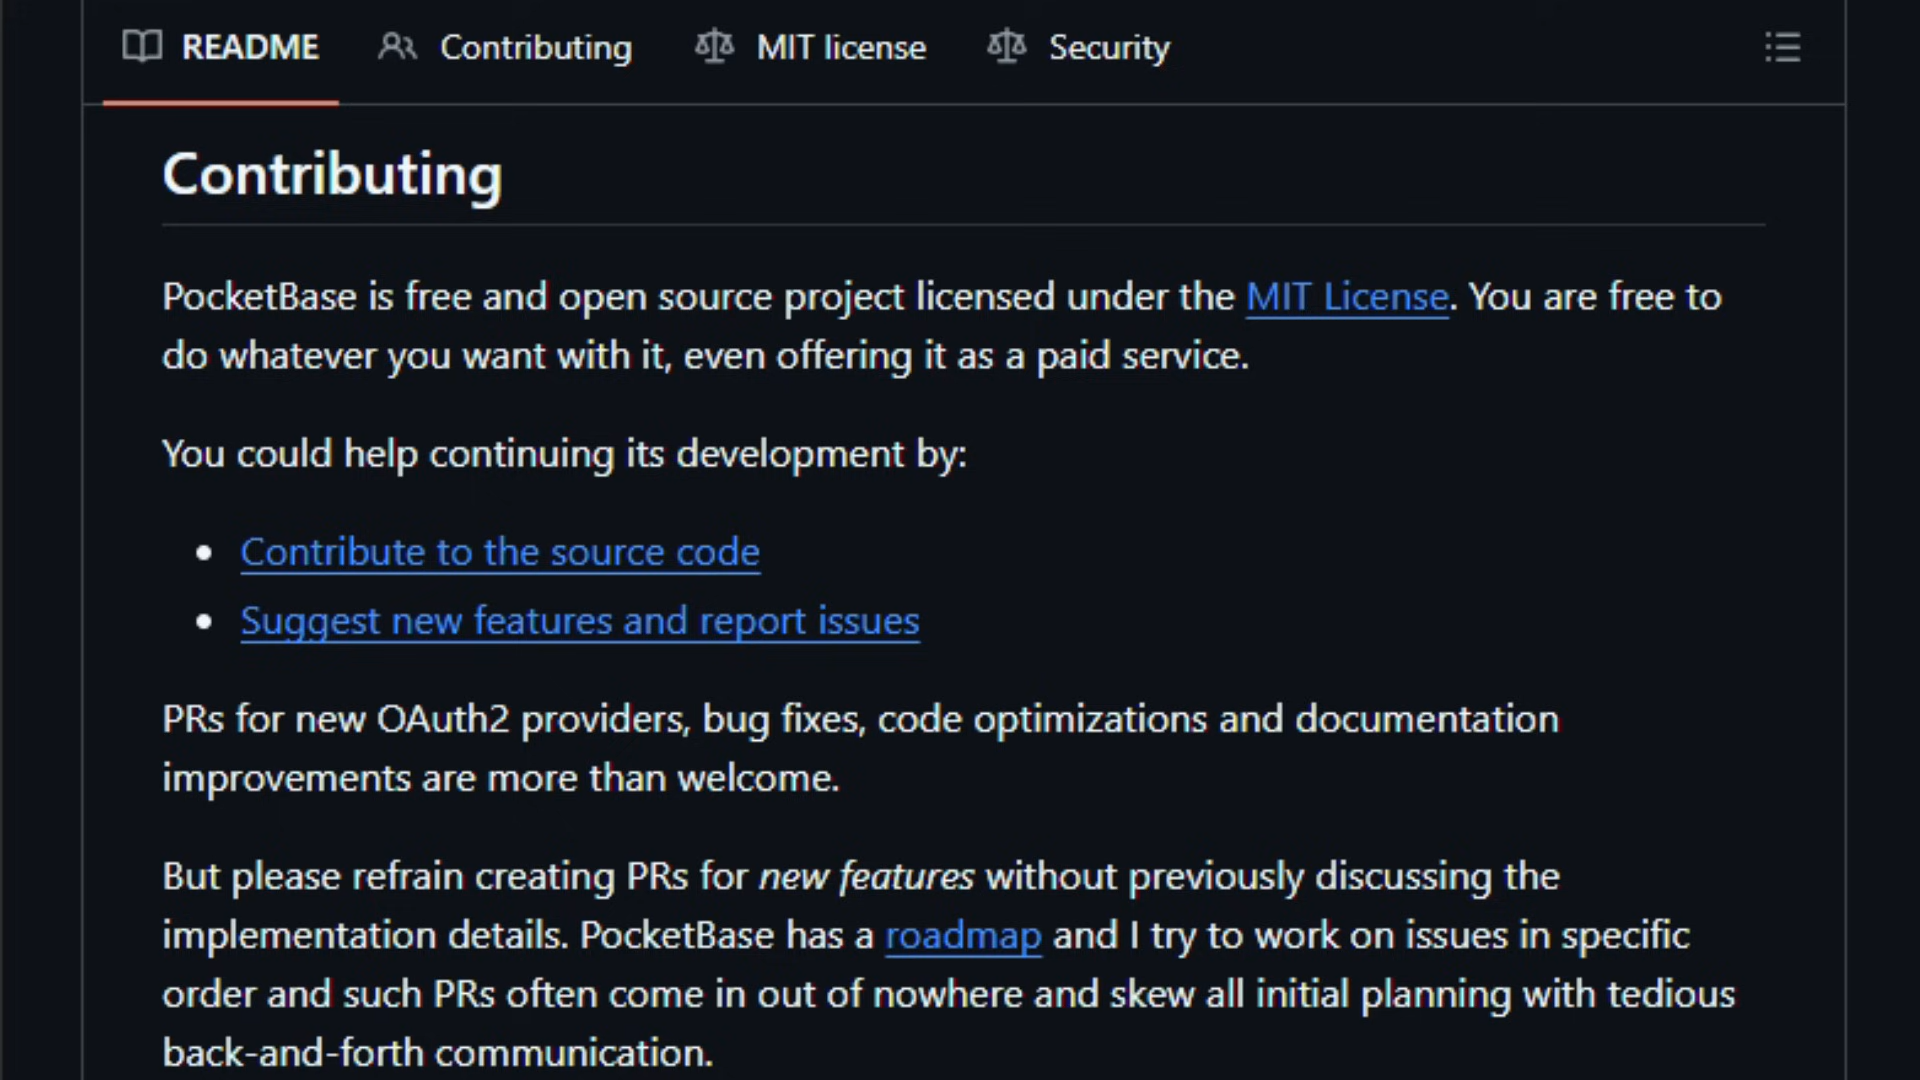 README Contributing MIT license Security
Contributing
PocketBase is free and open source project licensed under the MIT License. You are free to
do whatever you want with it, even offering it as a paid service.
You could help continuing its development by:
• Contribute to the source code
• Suggest new features and report issues
PRs for new OAuth2 providers, bug fixes, code optimizations and documentation
improvements are more than welcome.
But please refrain creating PRs for new features without previously discussing the
implementation details. PocketBase has a roadmap and I try to work on issues in specific
order and such PRs often come in out of nowhere and skew all initial planning with tedious
back-and-forth communication.